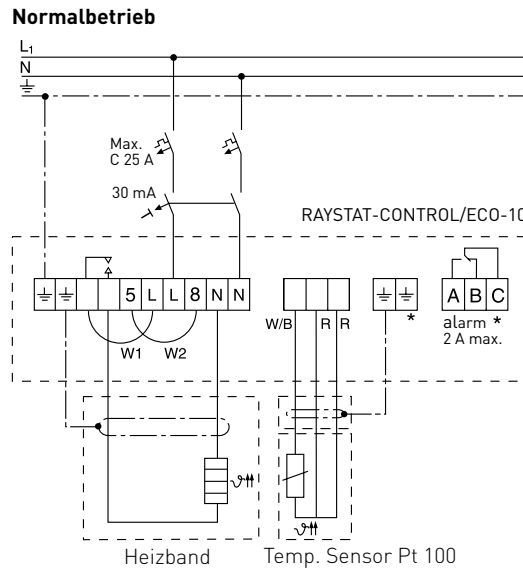 Normalbetrieb
L1
N
Max.
C 25 A
30 mA
RAYSTAT-CONTROL/ECO-10
5 L L 8 N N
A B C
* 
W/B R R
alarm *
2 A max.
W1 W2
ϑ
ϑ
Heizband
Temp. Sensor Pt 100